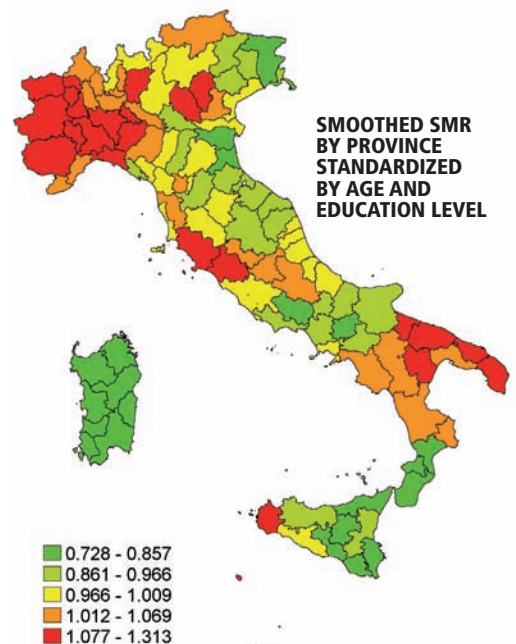 SMOOTHED SMR
BY PROVINCE
STANDARDIZED
BY AGE AND
EDUCATION LEVEL
0.728 - 0.857
0.861 - 0.966
0.966 - 1.009
1.012 - 1.069
1.077 - 1.313